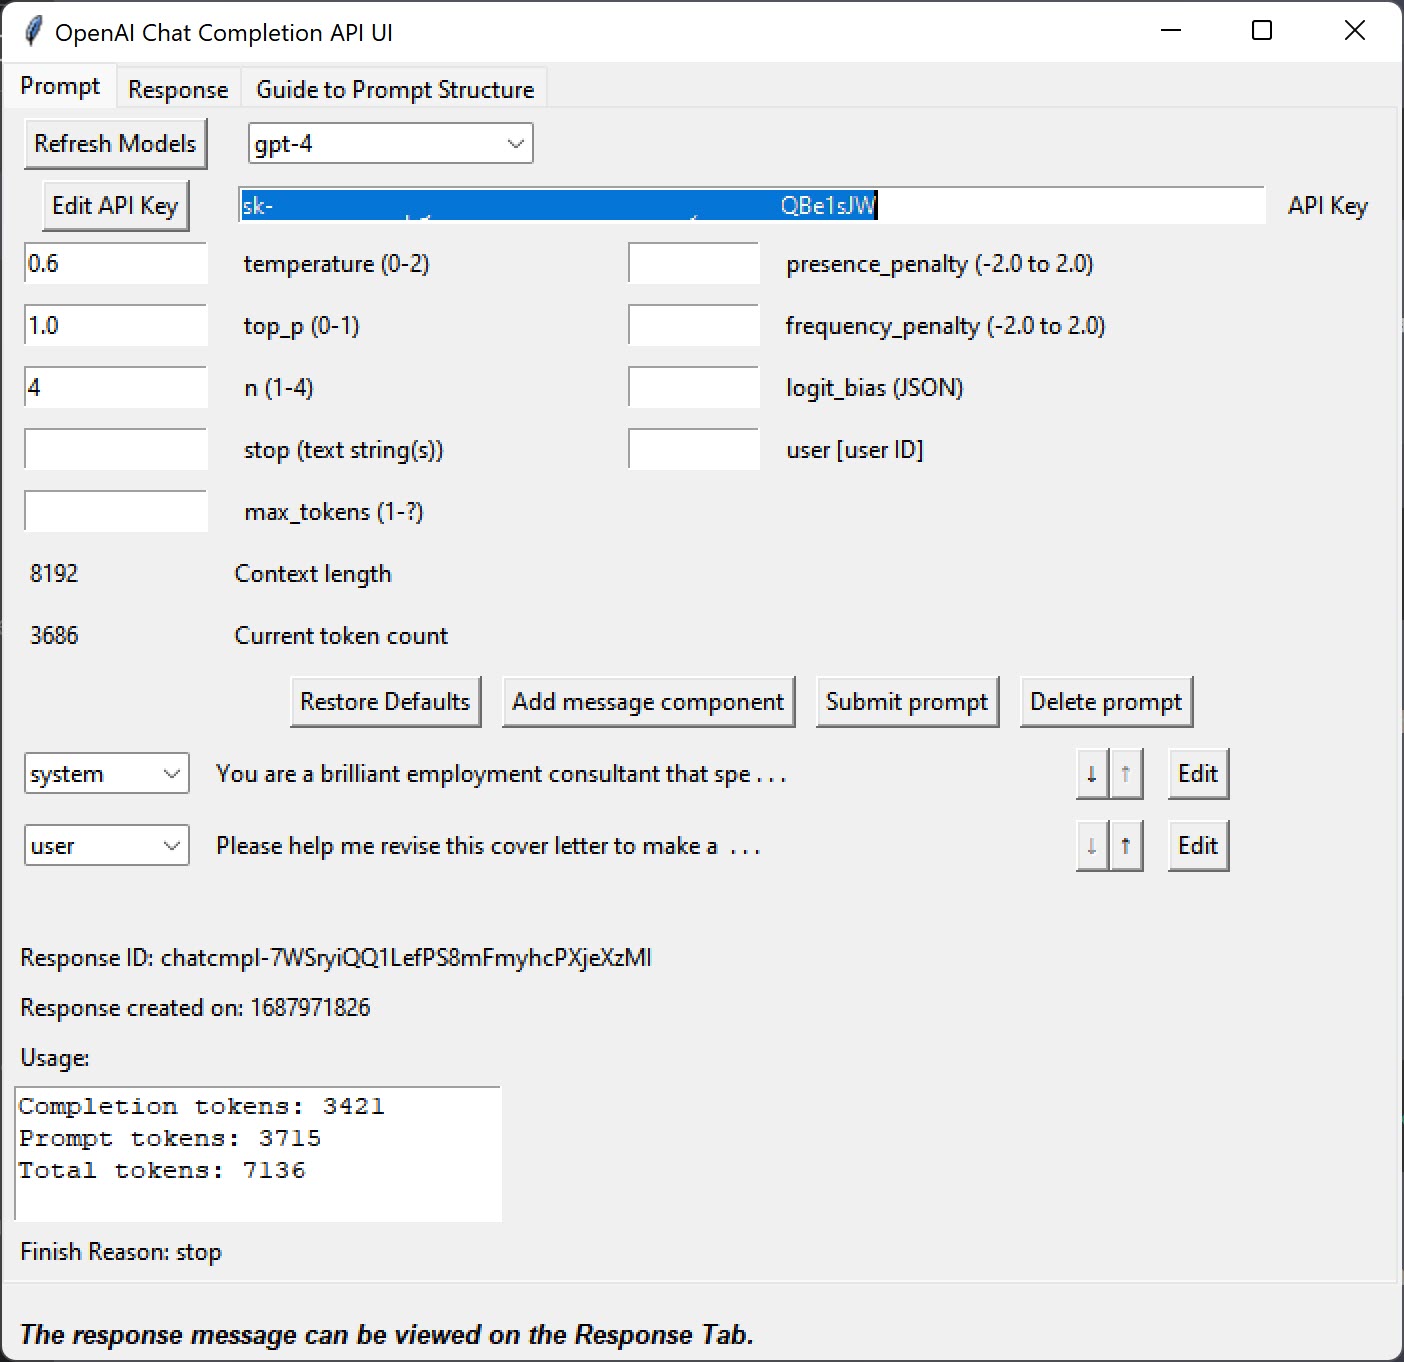 OpenAI Chat Completion API UI
Prompt Response Guide to Prompt Structure
Refresh Models gpt-4
Edit API Key sk- QBe1sJW API Key
0.6 temperature (0-2) presence_penalty (-2.0 to 2.0)
1.0 top_p (0-1) frequency_penalty (-2.0 to 2.0)
4 n (1-4) logit_bias (JSON)
stop (text string(s)) user [user ID]
max_tokens (1-?)
8192 Context length
3686 Current token count
Restore Defaults Add message component Submit prompt Delete prompt
system You are a brilliant employment consultant that spe . . . ↓ ↑ Edit
user Please help me revise this cover letter to make a . . . ↓ ↑ Edit
Response ID: chatcmpl-7WSryiQQ1LefPS8mFmyhcPXjeXzMl
Response created on: 1687971826
Usage:
Completion tokens: 3421
Prompt tokens: 3715
Total tokens: 7136
Finish Reason: stop
The response message can be viewed on the Response Tab.